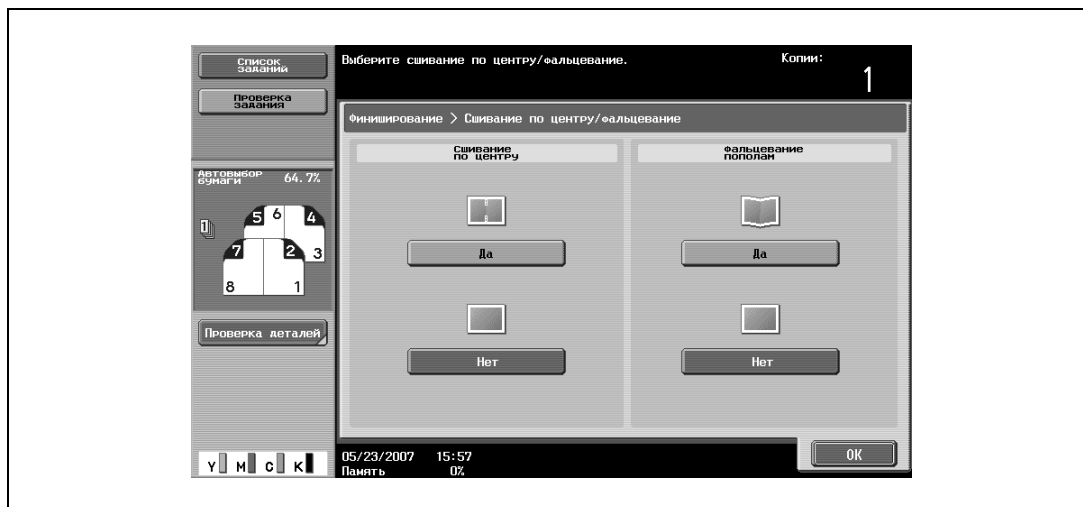 Список
заданий
Проверка
задания
Автовыбор
бумаги 64.7%
1
5 6 4
7 2 3
8 1
Проверка деталей
Y M C K
Выберите сшивание по центру/фальцевание.
Копии:
1
Финиширование > Сшивание по центру/фальцевание
Сшивание
по центру
Да
Нет
Фальцевание
пополам
Да
Нет
05/23/2007 15:57
Память 0%
OK